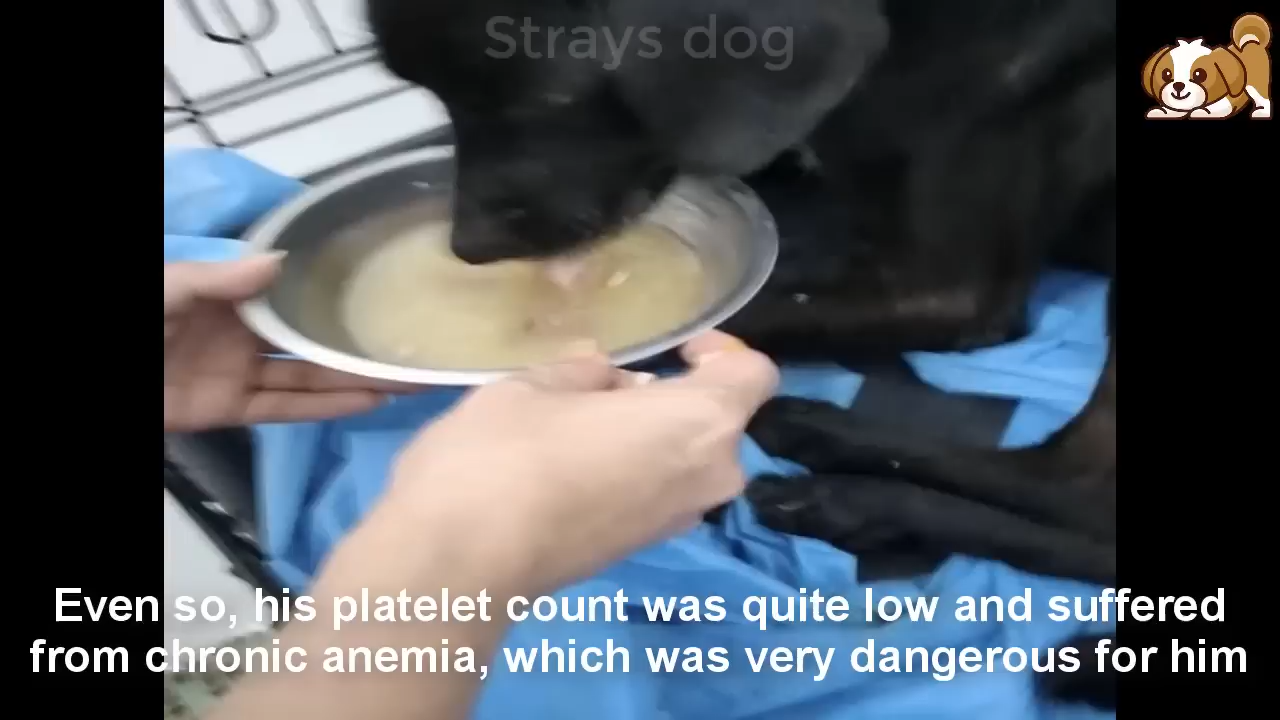 Strays dog
Even so, his platelet count was quite low and suffered
from chronic anemia, which was very dangerous for him